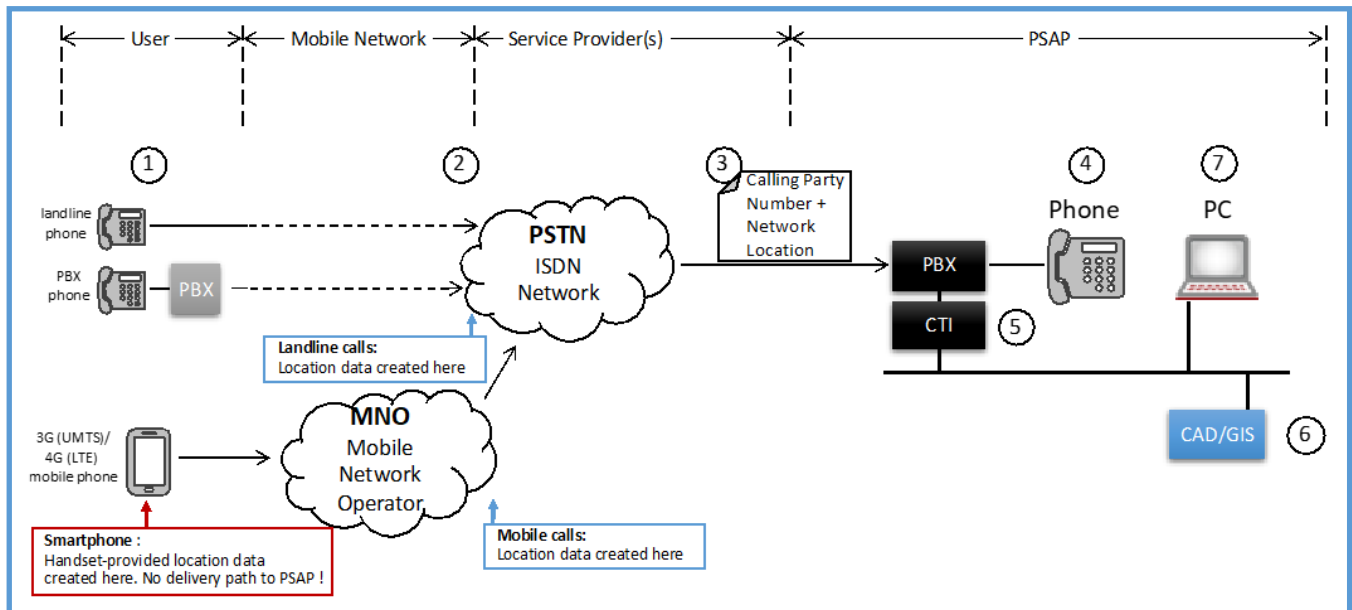 User
Mobile Network
Service Provider(s)
PSAP
1
2
3
4
7
landline
phone
PBX
phone
PBX
PSTN
ISDN
Network
Calling Party
Number +
Network
Location
Phone
PC
PBX
CTI
5
Landline calls:
Location data created here
MNO
Mobile
Network
Operator
3G (UMTS)/
4G (LTE)
mobile phone
CAD/GIS
6
Smartphone :
Handset-provided location data
created here. No delivery path to PSAP !
Mobile calls:
Location data created here